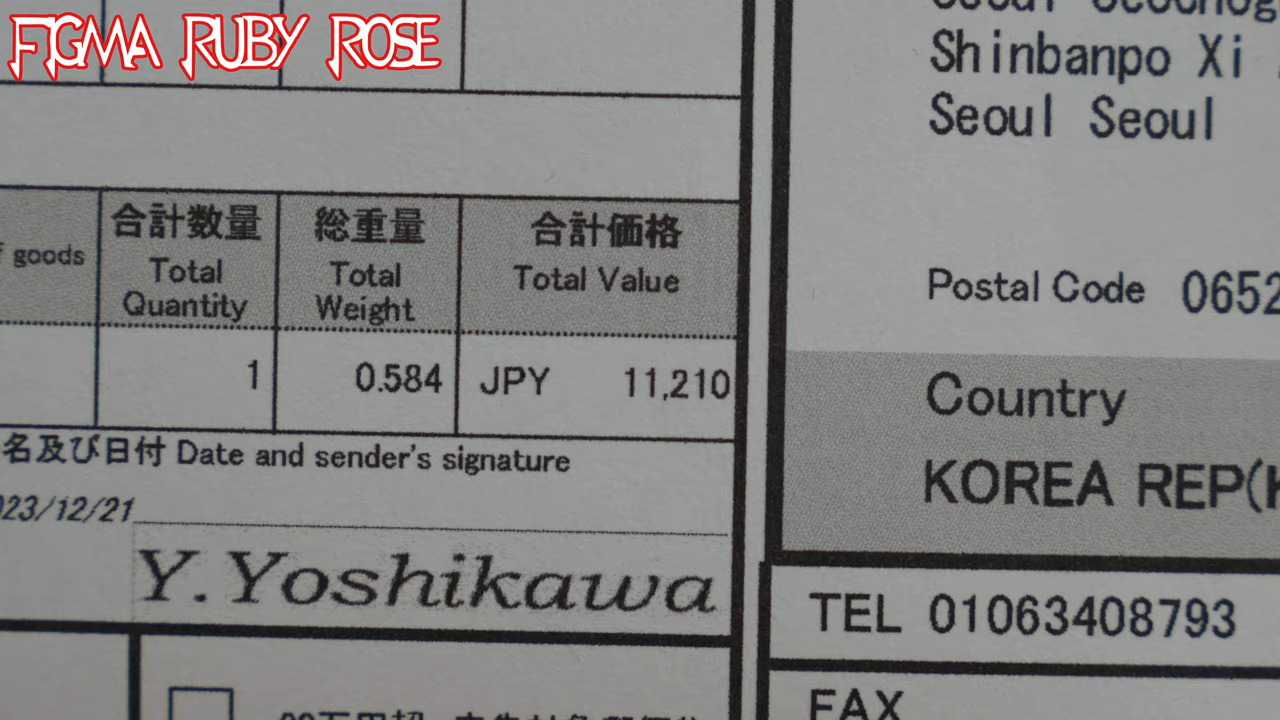 FIGMA RUBY ROSE
Shinbanpo Xi
Seoul Seoul
合計数量
総重量
合計価格
goods
Total
Quantity
Total
Weight
Total Value
Postal Code 0652
1
0.584
JPY 11,210
Country
名及び日付 Date and sender's signature
KOREA REP(
023/12/21
Y.Yoshikawa
TEL 01063408793
FAX